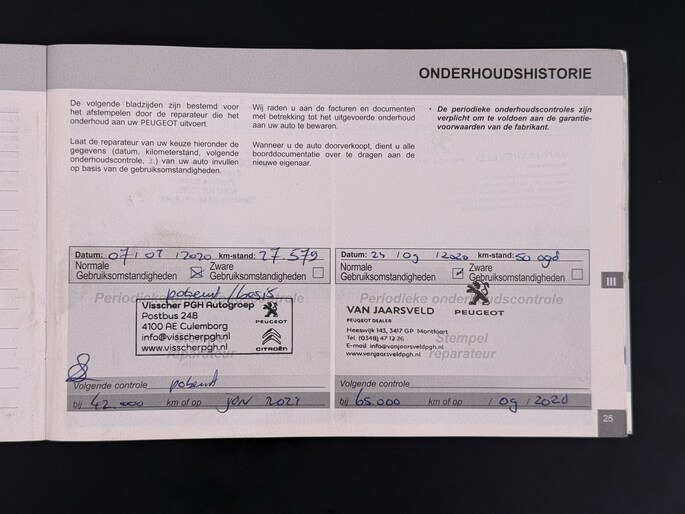 ONDERHOUDSHISTORIE
De volgende bladzijden zijn bestemd voor
het afstempelen door de reparateur die het
onderhoud aan uw PEUGEOT uitvoert.
Laat de reparateur van uw keuze hieronder de
gegevens (datum, kilometerstand, volgende
onderhoudscontrole, ...) van uw auto invullen
op basis van de gebruiksomstandigheden.
Wij raden u aan de facturen en documenten
met betrekking tot het uitgevoerde onderhoud
aan uw auto te bewaren.
Wanneer u de auto doorverkoopt, dient u alle
boorddocumentatie over te dragen aan de
nieuwe eigenaar.
· De periodieke onderhoudscontroles zijn
verplicht om te voldoen aan de garantie-
voorwaarden van de fabrikant.
Datum: 07/07/2020 km-stand: 27.579
Normale
Gebruiksomstandigheden
Zware
Gebruiksomstandigheden
/basis
Visscher PGH Autogroep
Postbus 248
4100 AE Culemborg
info@visscherpgh.nl
www.visscherpgh.nl
PEUGEOT
CITROËN
reparateur
Volgende controle
bij 42.000 km of op 2021
Datum: 24/09/2020 km-stand:
Normale
Gebruiksomstandigheden
Zware
Gebruiksomstandigheden
Periodieke onderhoudscontrole
VAN JAARSVELD
PEUGEOT DEALER
PEUGEOT
Heeswijk 143, 3417 GP Montfoort
Tel (0348) 47 12 26
E-mail info@vanjaarsveldpgh.nl
www.vanjaarsveldpgh.nl
Stempel
reparateur
Volgende controle
bij 65.000 km of op /09/2020
III
25